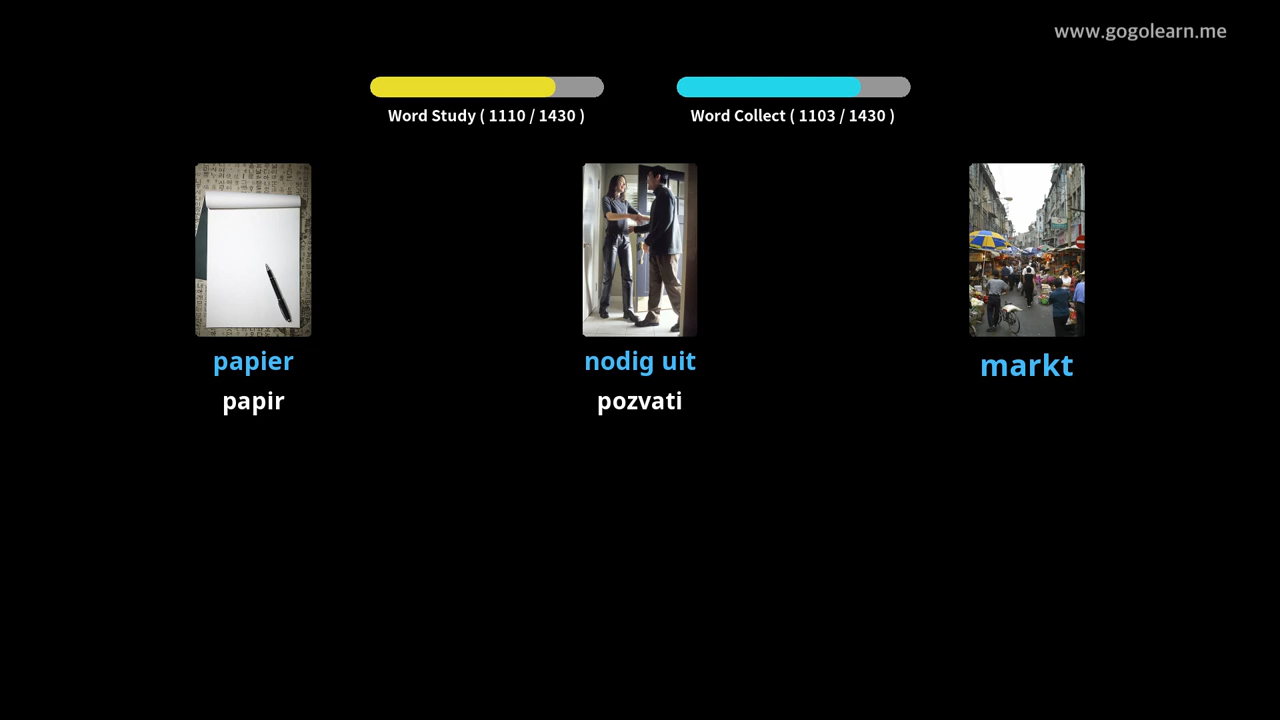 www.gogolearn.me
Word Study ( 1110 / 1430 )
Word Collect ( 1103 / 1430 )
papier
papir
nodig uit
pozvati
markt